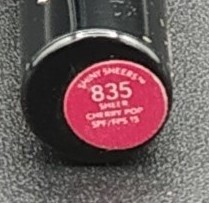 SHINY SHEERS™
835
SHEER
CHERRY POP
SPF/FPS 15